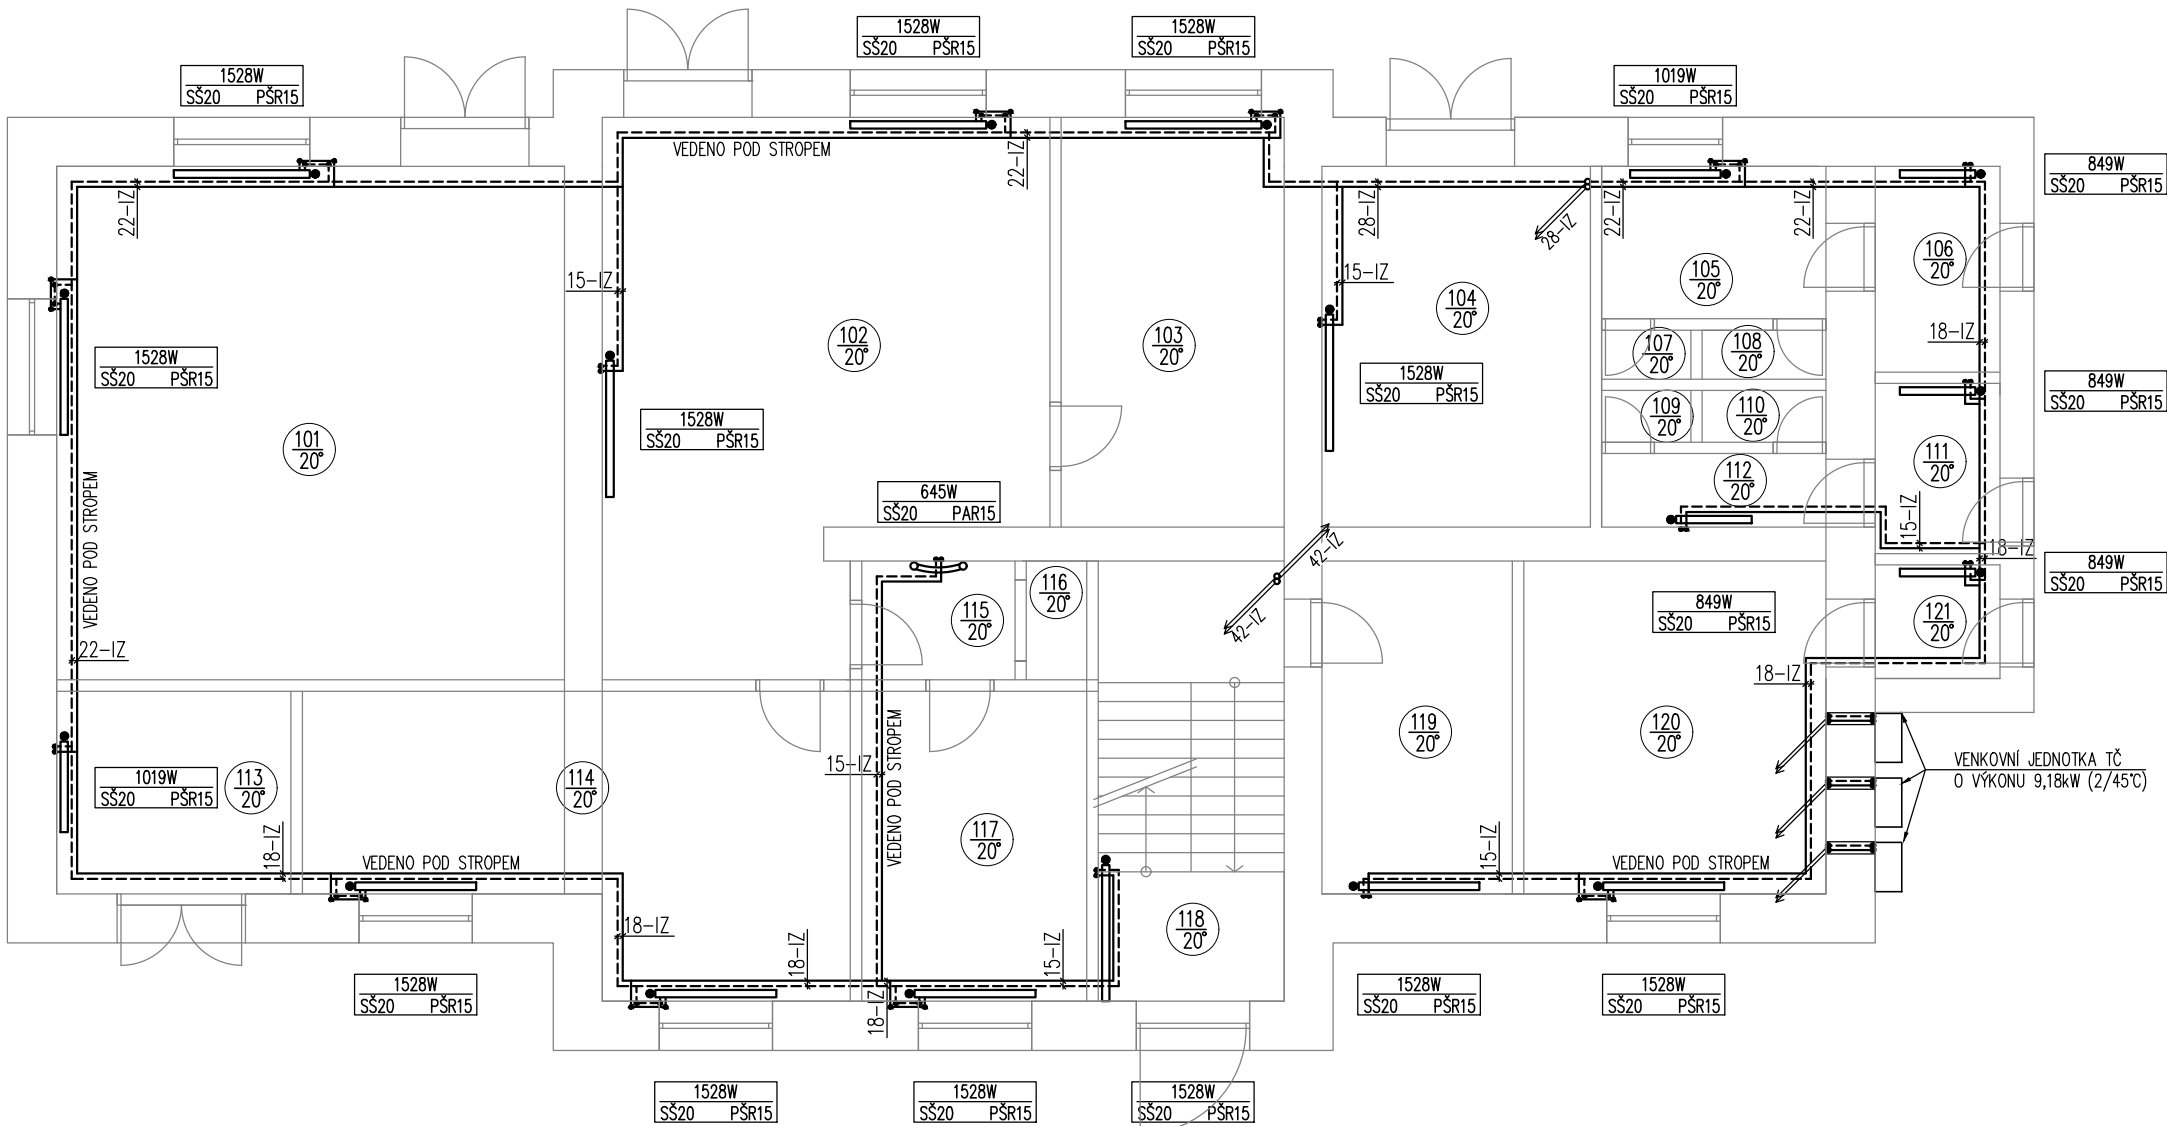 1528W
SŠ20 PŠR15
1528W
SŠ20 PŠR15
1528W
SŠ20 PŠR15
1019W
SŠ20 PŠR15
VEDENO POD STROPEM
849W
SŠ20 PŠR15
22-IZ
22-IZ
28-IZ
28-IZ
22-IZ
22-IZ
15-IZ
15-IZ
106
20°
105
20°
104
20°
102
20°
103
20°
107
20°
108
20°
18-IZ
1528W
SŠ20 PŠR15
1528W
SŠ20 PŠR15
849W
SŠ20 PŠR15
1528W
SŠ20 PŠR15
109
20°
110
20°
101
20°
111
20°
112
20°
645W
SŠ20 PAR15
VEDENO POD STROPEM
15-IZ
42-IZ
18-IZ
849W
SŠ20 PŠR15
116
20°
115
20°
42-IZ
849W
SŠ20 PŠR15
121
20°
22-IZ
18-IZ
119
20°
120
20°
1019W
SŠ20 PŠR15
113
20°
114
20°
15-IZ
VEDENO POD STROPEM
VENKOVNÍ JEDNOTKA TČ
O VÝKONU 9,18kW (2/45°C)
117
20°
18-IZ
VEDENO POD STROPEM
15-IZ
VEDENO POD STROPEM
118
20°
18-IZ
18-IZ
15-IZ
18-IZ
1528W
SŠ20 PŠR15
1528W
SŠ20 PŠR15
1528W
SŠ20 PŠR15
1528W
SŠ20 PŠR15
1528W
SŠ20 PŠR15
1528W
SŠ20 PŠR15